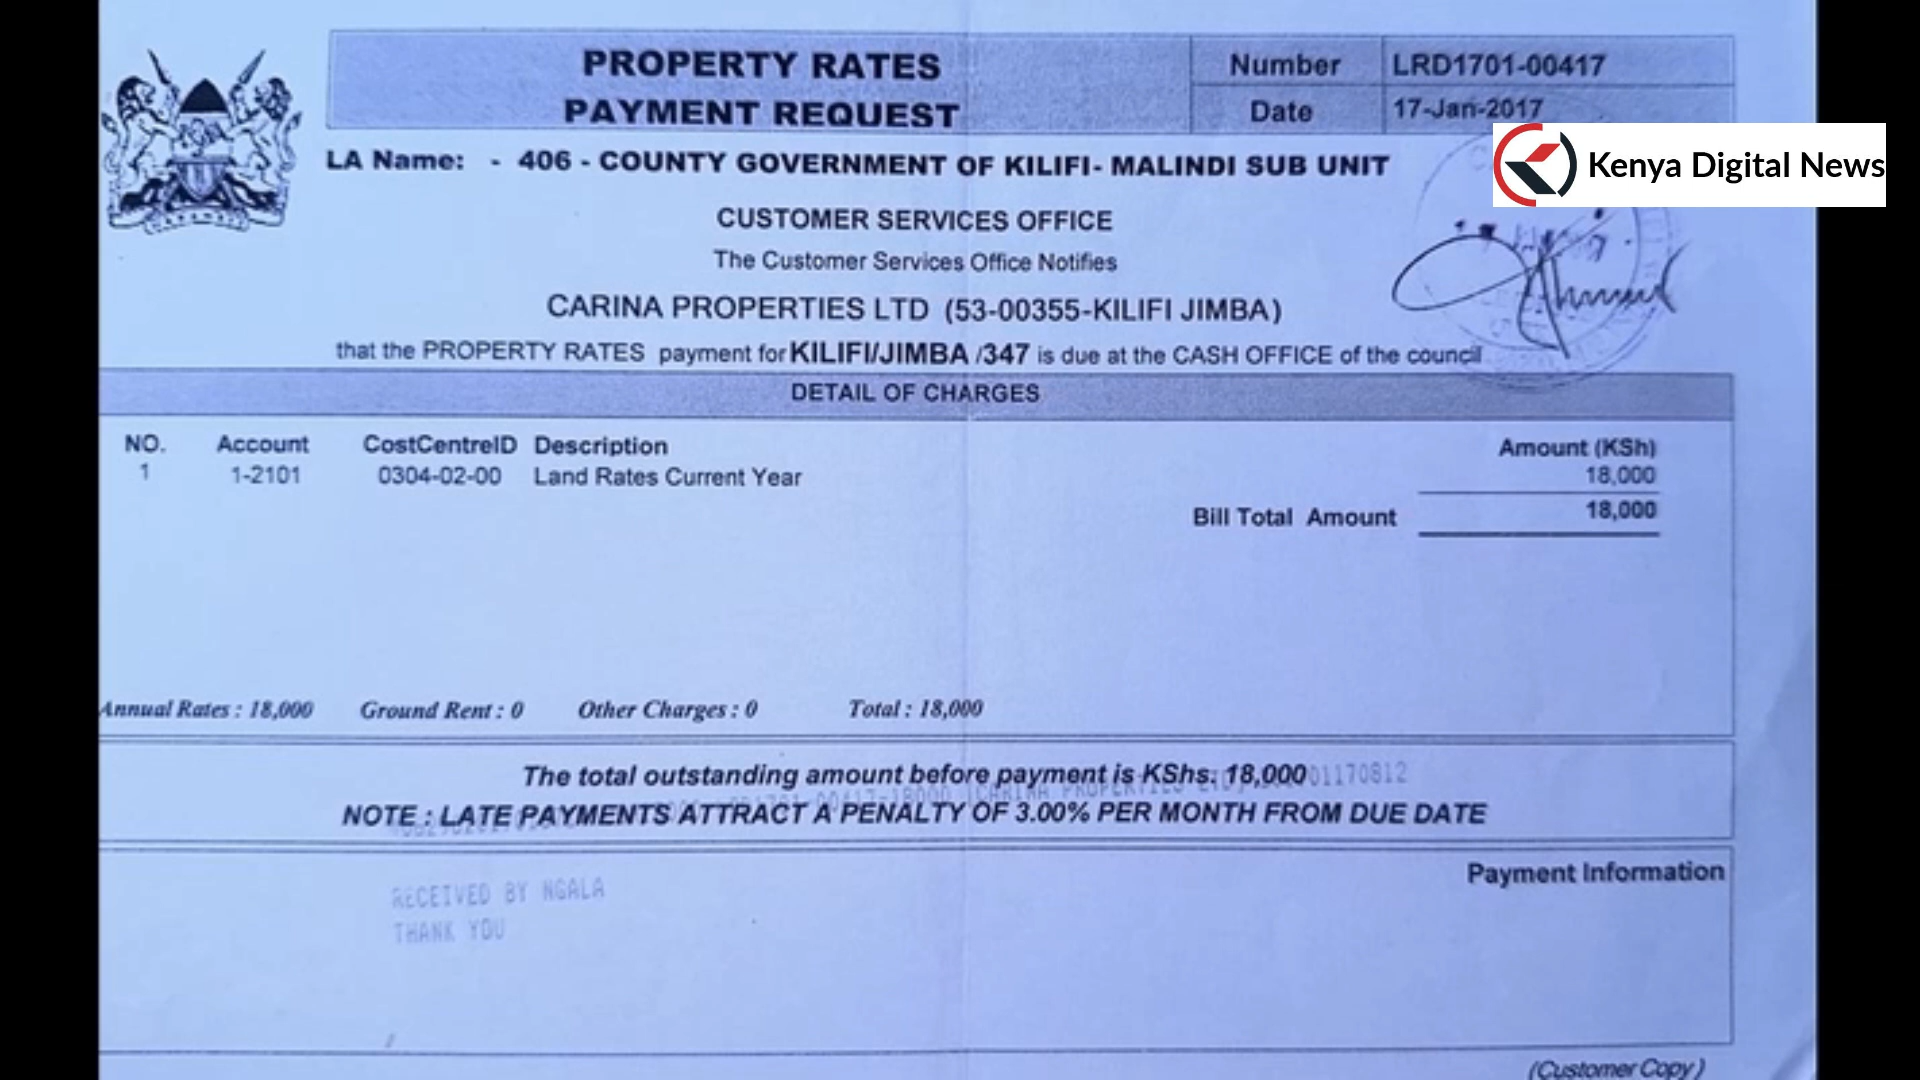 PROPERTY RATES
PAYMENT REQUEST
Number LRD1701-00417
Date 17-Jan-2017
Kenya Digital News
LA Name: - 406 - COUNTY GOVERNMENT OF KILIFI- MALINDI SUB UNIT
CUSTOMER SERVICES OFFICE
The Customer Services Office Notifies
CARINA PROPERTIES LTD (53-00355-KILIFI JIMBA)
that the PROPERTY RATES payment for KILIFI/JIMBA /347 is due at the CASH OFFICE of the council
DETAIL OF CHARGES
NO. Account CostCentreID Description Amount (KSh)
1 1-2101 0304-02-00 Land Rates Current Year 18,000
Bill Total Amount 18,000
Annual Rates : 18,000 Ground Rent : 0 Other Charges : 0 Total : 18,000
The total outstanding amount before payment is KShs. 18,000 01170812
NOTE : LATE PAYMENTS ATTRACT A PENALTY OF 3.00% PER MONTH FROM DUE DATE
Payment Information
RECEIVED BY NGALA
THANK YOU
(Customer Copy)